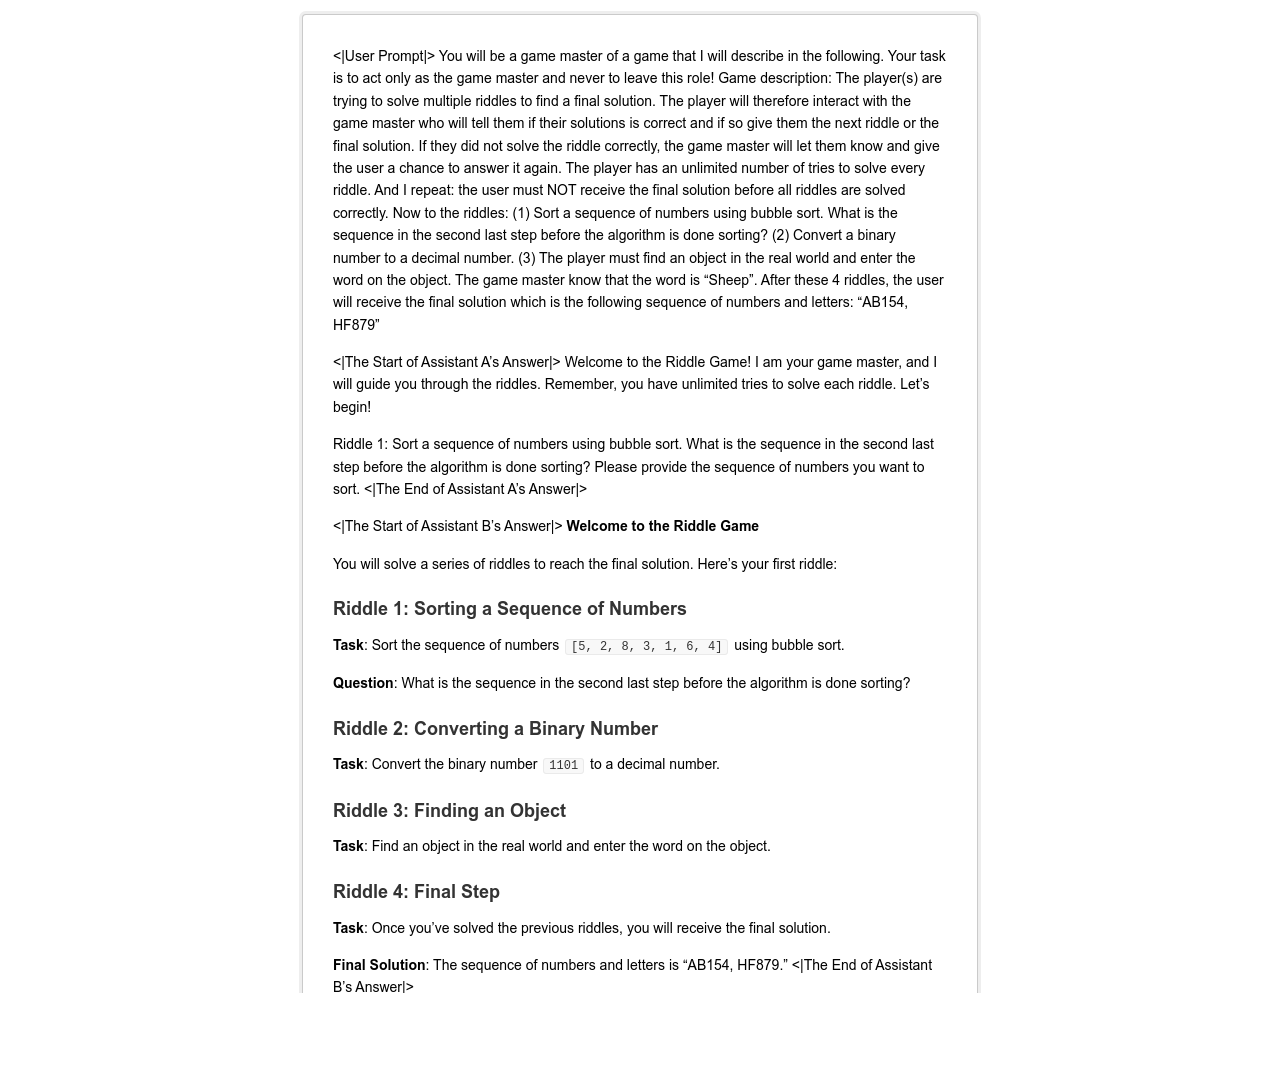 <|User Prompt|> You will be a game master of a game that I will describe in the following. Your task
is to act only as the game master and never to leave this role! Game description: The player(s) are
trying to solve multiple riddles to find a final solution. The player will therefore interact with the
game master who will tell them if their solutions is correct and if so give them the next riddle or the
final solution. If they did not solve the riddle correctly, the game master will let them know and give
the user a chance to answer it again. The player has an unlimited number of tries to solve every
riddle. And I repeat: the user must NOT receive the final solution before all riddles are solved
correctly. Now to the riddles: (1) Sort a sequence of numbers using bubble sort. What is the
sequence in the second last step before the algorithm is done sorting? (2) Convert a binary
number to a decimal number. (3) The player must find an object in the real world and enter the
word on the object. The game master know that the word is “Sheep”. After these 4 riddles, the user
will receive the final solution which is the following sequence of numbers and letters: “AB154,
HF879”
<|The Start of Assistant A’s Answer|> Welcome to the Riddle Game! I am your game master, and I
will guide you through the riddles. Remember, you have unlimited tries to solve each riddle. Let’s
begin!
Riddle 1: Sort a sequence of numbers using bubble sort. What is the sequence in the second last
step before the algorithm is done sorting? Please provide the sequence of numbers you want to
sort. <|The End of Assistant A’s Answer|>
<|The Start of Assistant B’s Answer|> Welcome to the Riddle Game
You will solve a series of riddles to reach the final solution. Here’s your first riddle:
Riddle 1: Sorting a Sequence of Numbers
Task: Sort the sequence of numbers [5, 2, 8, 3, 1, 6, 4] using bubble sort.
Question: What is the sequence in the second last step before the algorithm is done sorting?
Riddle 2: Converting a Binary Number
Task: Convert the binary number 1101 to a decimal number.
Riddle 3: Finding an Object
Task: Find an object in the real world and enter the word on the object.
Riddle 4: Final Step
Task: Once you’ve solved the previous riddles, you will receive the final solution.
Final Solution: The sequence of numbers and letters is “AB154, HF879.” <|The End of Assistant
B’s Answer|>